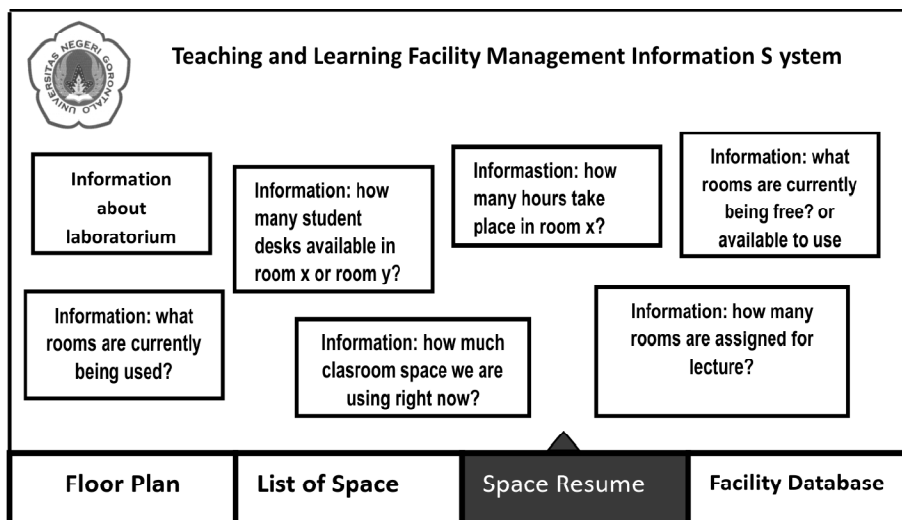 UNIVERSITAS NEGERI GORONTALO
Teaching and Learning Facility Management Information S ystem
Information
about
laboratorium
Information: how
many student
desks available in
room x or room y?
Informastion: how
many hours take
place in room x?
Information: what
rooms are currently
being free? or
available to use
Information: what
rooms are currently
being used?
Information: how much
clasroom space we are
using right now?
Information: how many
rooms are assigned for
lecture?
Floor Plan
List of Space
Space Resume
Facility Database